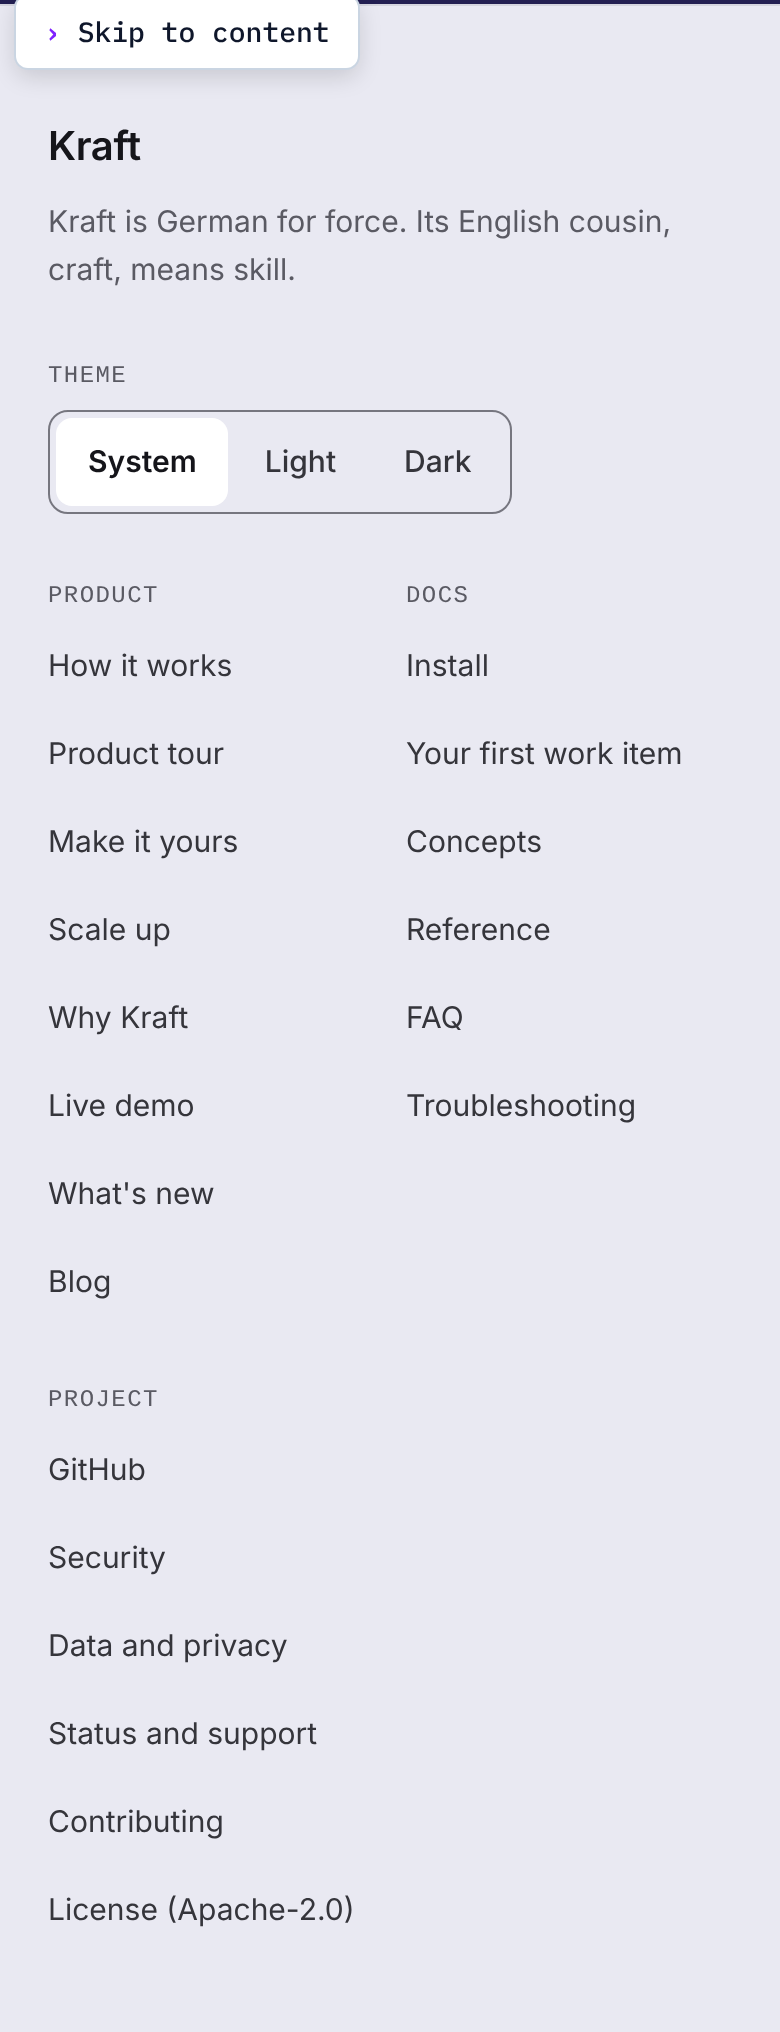 › Skip to content
Kraft
Kraft is German for force. Its English cousin,
craft, means skill.
THEME
System Light Dark
PRODUCT
How it works
Product tour
Make it yours
Scale up
Why Kraft
Live demo
What's new
Blog
DOCS
Install
Your first work item
Concepts
Reference
FAQ
Troubleshooting
PROJECT
GitHub
Security
Data and privacy
Status and support
Contributing
License (Apache-2.0)